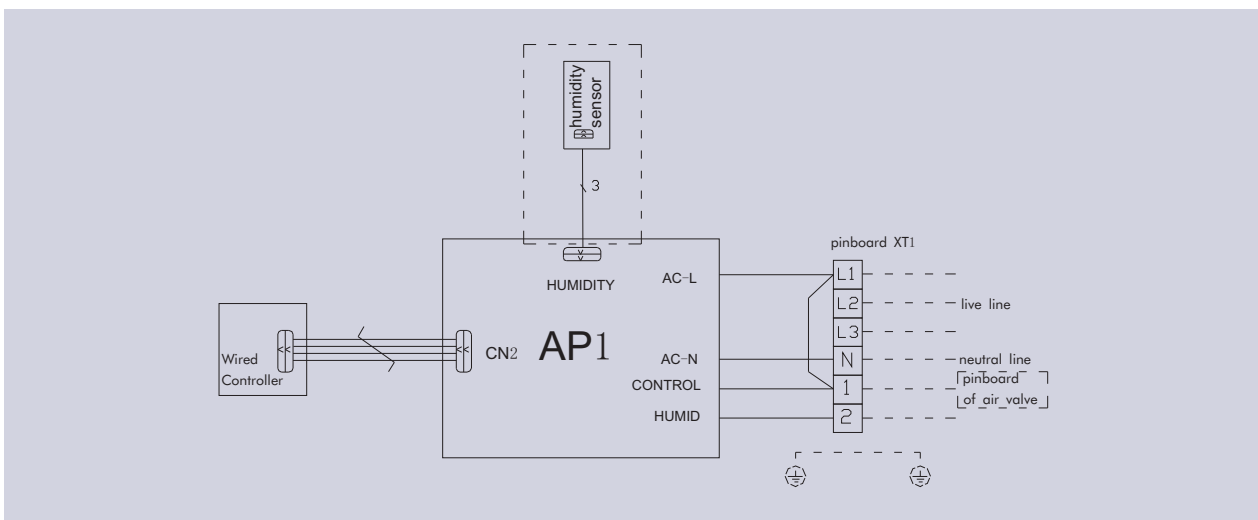 humidity
sensor
3
pinboard XT1
HUMIDITY
AC-L
L1
L2
live line
L3
Wired
Controller
CN2
AP1
AC-N
N
neutral line
CONTROL
1
pinboard
of air valve
HUMID
2